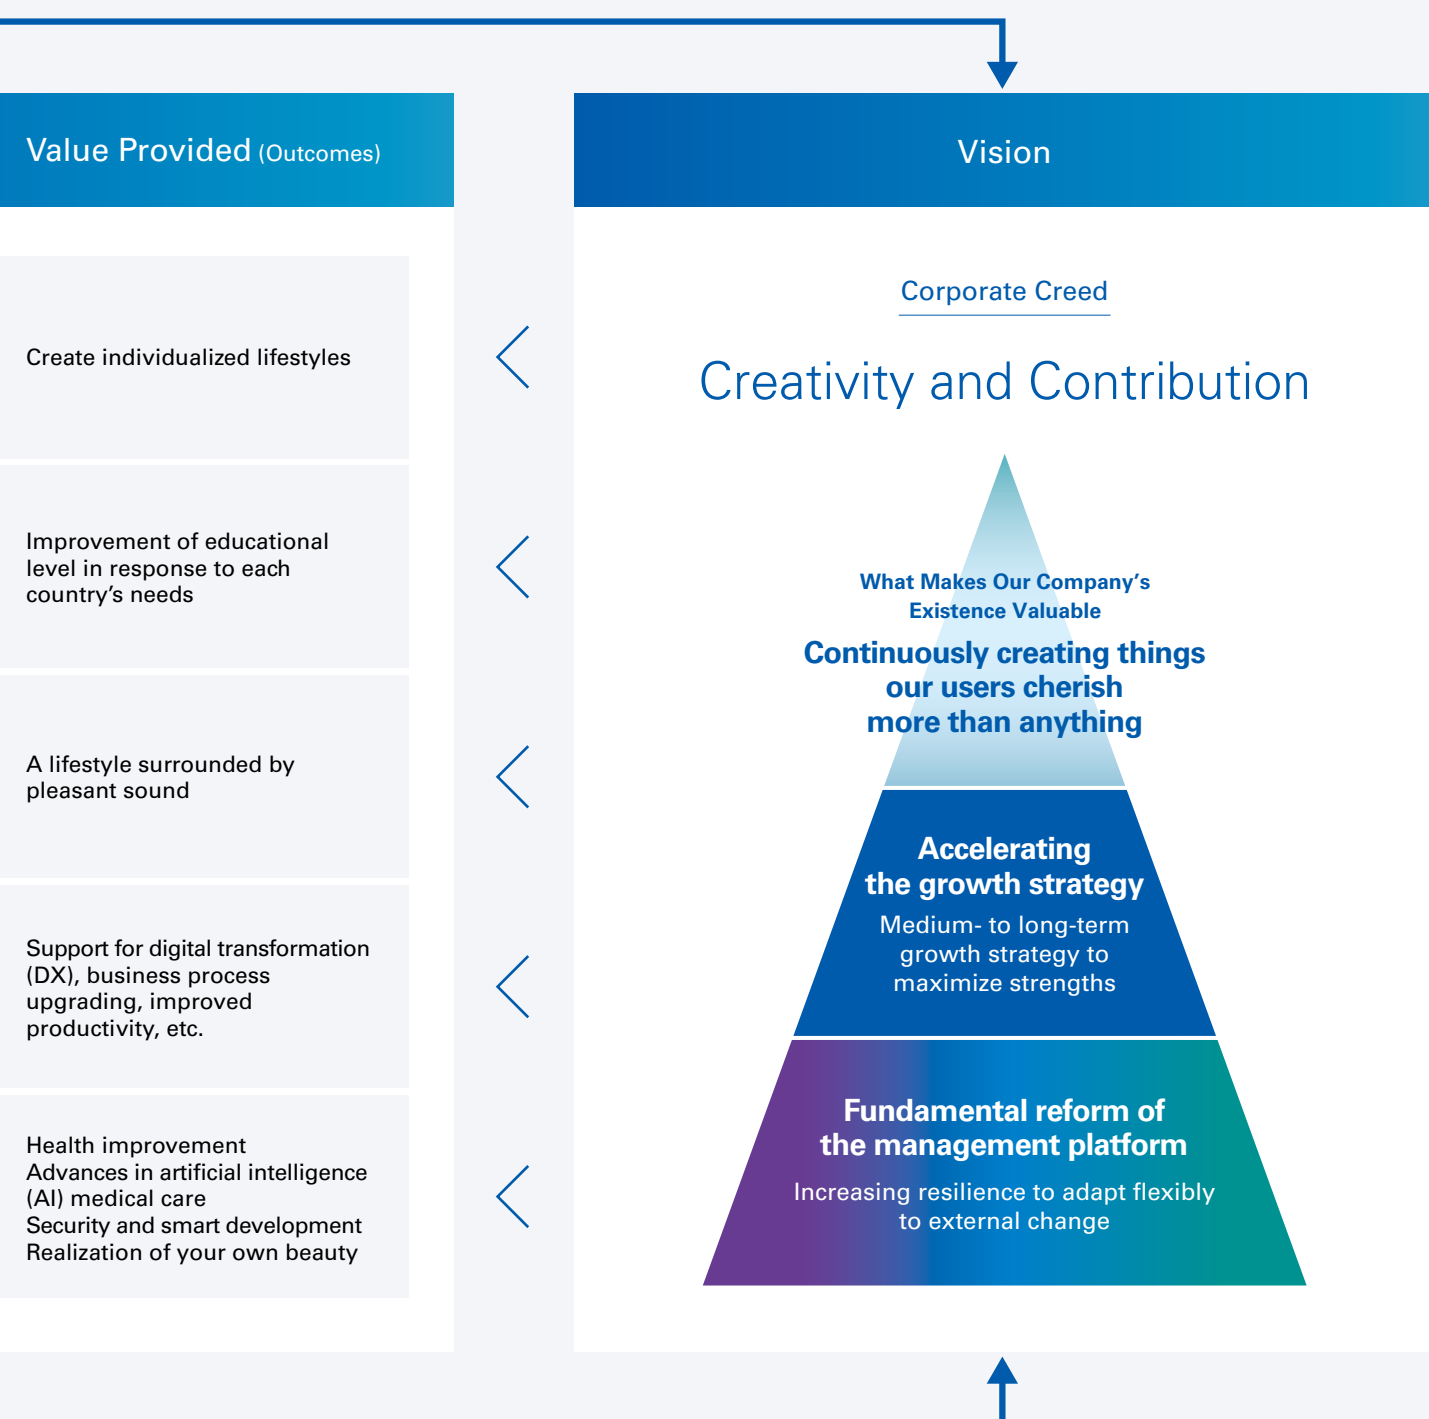 Value Provided (Outcomes)
Create individualized lifestyles
Improvement of educational
level in response to each
country's needs
A lifestyle surrounded by
pleasant sound
Support for digital transformation
(DX), business process
upgrading, improved
productivity, etc.
Health improvement
Advances in artificial intelligence
(AI) medical care
Security and smart development
Realization of your own beauty
Vision
Corporate Creed
Creativity and Contribution
What Makes Our Company's
Existence Valuable
Continuously creating things
our users cherish
more than anything
Accelerating
the growth strategy
Medium- to long-term
growth strategy to
maximize strengths
Fundamental reform of
the management platform
Increasing resilience to adapt flexibly
to external change